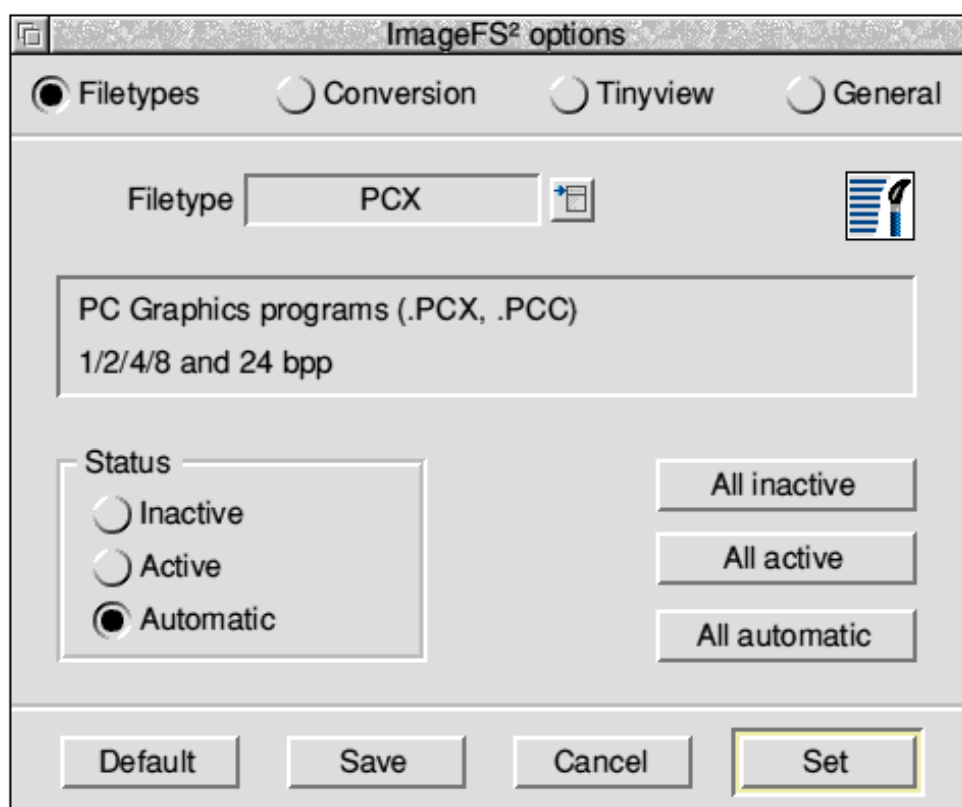 ImageFS² options
Filetypes Conversion Tinyview General
Filetype PCX
PC Graphics programs (.PCX, .PCC)
1/2/4/8 and 24 bpp
Status
Inactive
Active
Automatic
All inactive
All active
All automatic
Default Save Cancel Set